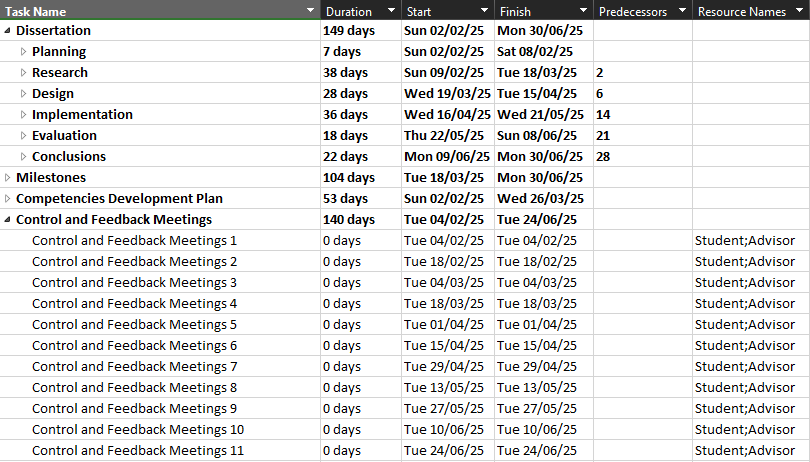 Task Name Duration Start Finish Predecessors Resource Names
Dissertation 149 days Sun 02/02/25 Mon 30/06/25
Planning 7 days Sun 02/02/25 Sat 08/02/25
Research 38 days Sun 09/02/25 Tue 18/03/25 2
Design 28 days Wed 19/03/25 Tue 15/04/25 6
Implementation 36 days Wed 16/04/25 Wed 21/05/25 14
Evaluation 18 days Thu 22/05/25 Sun 08/06/25 21
Conclusions 22 days Mon 09/06/25 Mon 30/06/25 28
Milestones 104 days Tue 18/03/25 Mon 30/06/25
Competencies Development Plan 53 days Sun 02/02/25 Wed 26/03/25
Control and Feedback Meetings 140 days Tue 04/02/25 Tue 24/06/25
Control and Feedback Meetings 1 0 days Tue 04/02/25 Tue 04/02/25 Student;Advisor
Control and Feedback Meetings 2 0 days Tue 18/02/25 Tue 18/02/25 Student;Advisor
Control and Feedback Meetings 3 0 days Tue 04/03/25 Tue 04/03/25 Student;Advisor
Control and Feedback Meetings 4 0 days Tue 18/03/25 Tue 18/03/25 Student;Advisor
Control and Feedback Meetings 5 0 days Tue 01/04/25 Tue 01/04/25 Student;Advisor
Control and Feedback Meetings 6 0 days Tue 15/04/25 Tue 15/04/25 Student;Advisor
Control and Feedback Meetings 7 0 days Tue 29/04/25 Tue 29/04/25 Student;Advisor
Control and Feedback Meetings 8 0 days Tue 13/05/25 Tue 13/05/25 Student;Advisor
Control and Feedback Meetings 9 0 days Tue 27/05/25 Tue 27/05/25 Student;Advisor
Control and Feedback Meetings 10 0 days Tue 10/06/25 Tue 10/06/25 Student;Advisor
Control and Feedback Meetings 11 0 days Tue 24/06/25 Tue 24/06/25 Student;Advisor